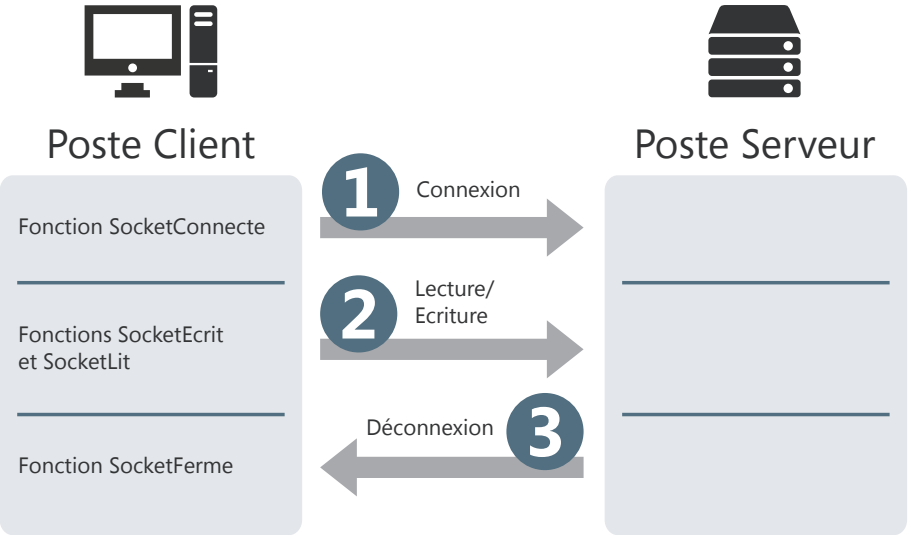 Poste Client
Poste Serveur
Fonction SocketConnecte
1
Connexion
Fonctions SocketEcrit
et SocketLit
2
Lecture/
Ecriture
Fonction SocketFerme
Déconnexion
3